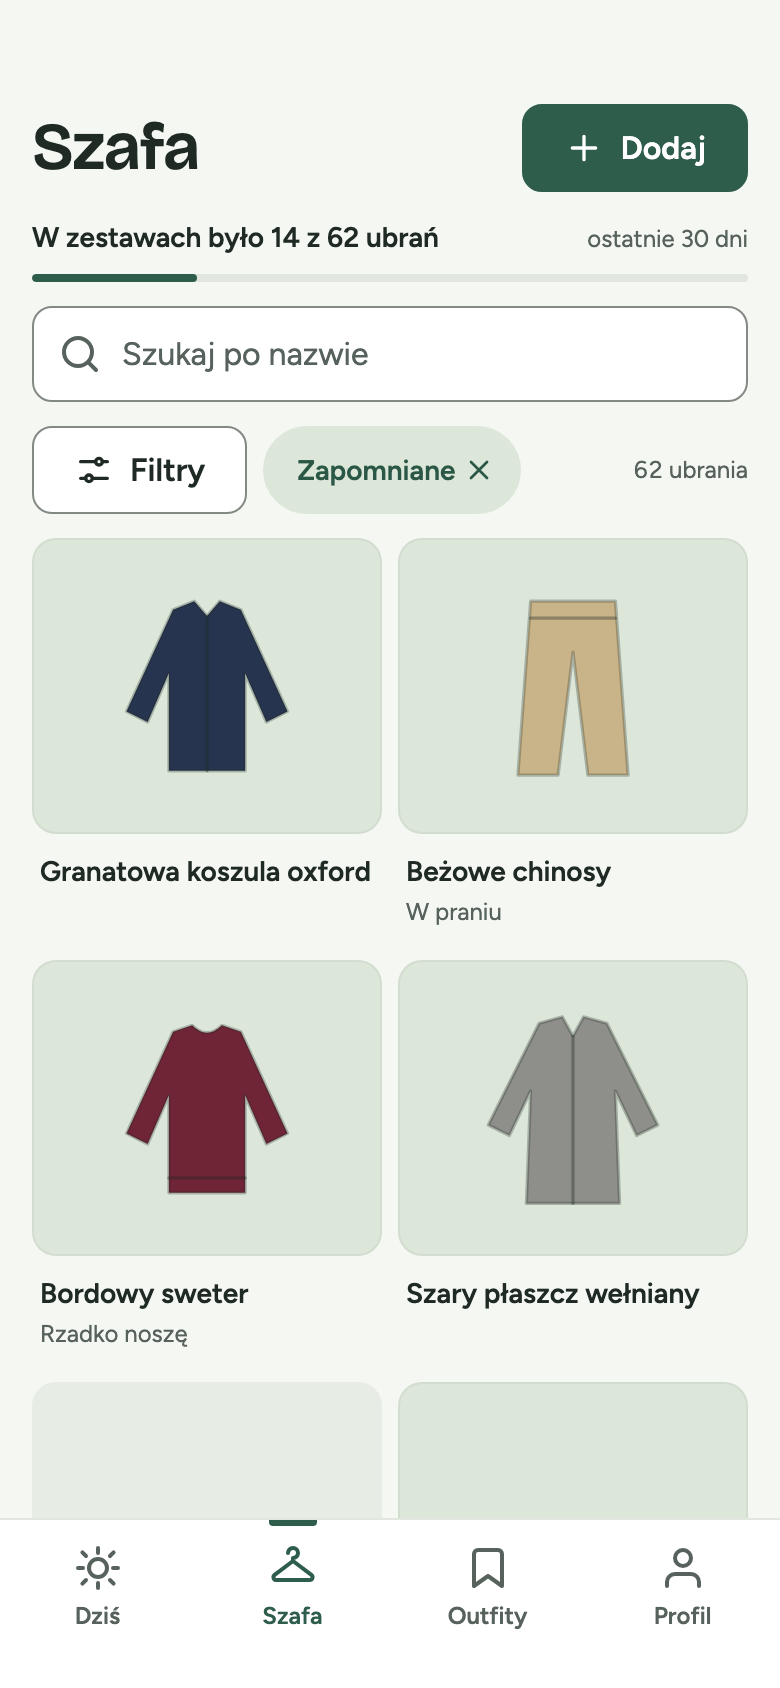 Szafa
Dodaj
W zestawach było 14 z 62 ubrań
ostatnie 30 dni
Szukaj po nazwie
Filtry
Zapomniane
62 ubrania
Granatowa koszula oxford
Beżowe chinosy
W praniu
Bordowy sweter
Rzadko noszę
Szary płaszcz wełniany
Dziś
Szafa
Outfity
Profil